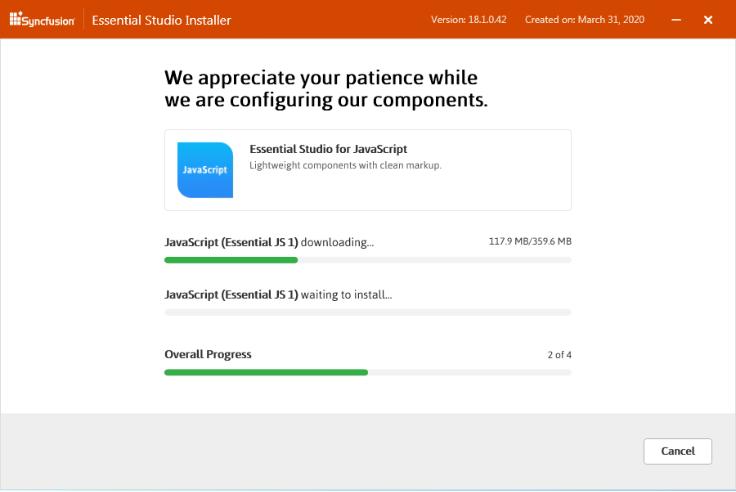 Syncfusion Essential Studio Installer Version: 18.1.0.42 Created on: March 31, 2020
We appreciate your patience while
we are configuring our components.
JavaScript
Essential Studio for JavaScript
Lightweight components with clean markup.
JavaScript (Essential JS 1) downloading... 117.9 MB/359.6 MB
JavaScript (Essential JS 1) waiting to install...
Overall Progress 2 of 4
Cancel